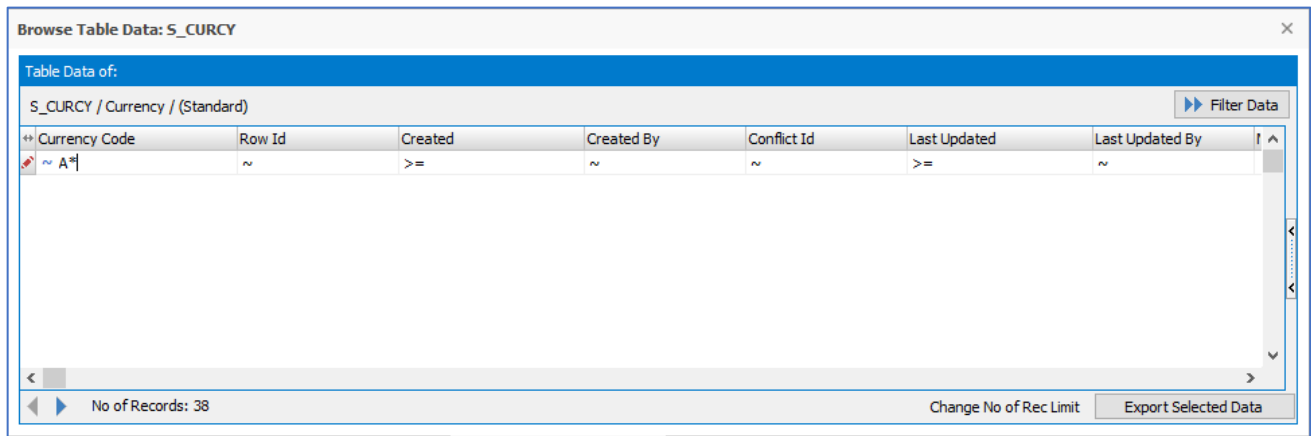 Browse Table Data: S_CURCY
Table Data of:
S_CURCY / Currency / (Standard)
Filter Data
Currency Code Row Id Created Created By Conflict Id Last Updated Last Updated By
~ A* ~ >= ~ ~ >= ~
No of Records: 38 Change No of Rec Limit Export Selected Data